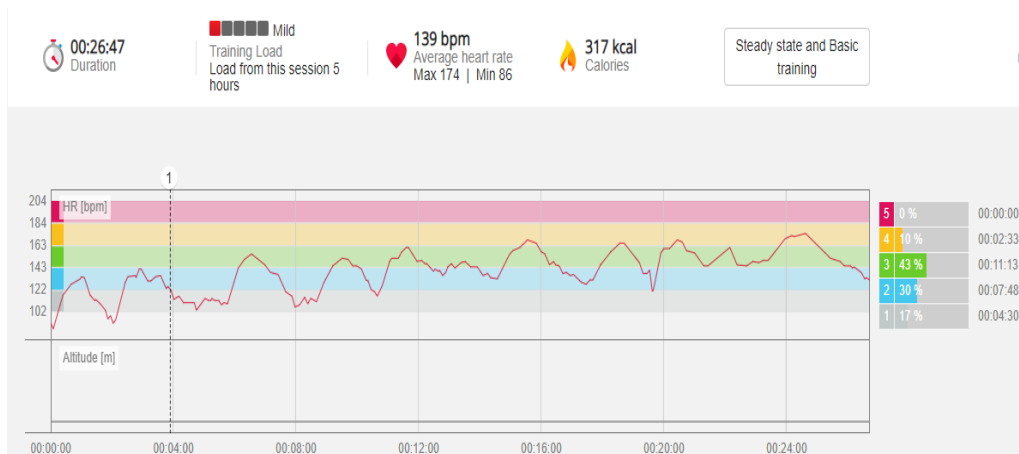 00:26:47
Duration
Mild
Training Load
Load from this session 5
hours
139 bpm
Average heart rate
Max 174 | Min 86
317 kcal
Calories
Steady state and Basic
training
1
204
HR [bpm]
184
163
143
122
102
5 0 % 00:00:00
4 10 % 00:02:33
3 43 % 00:11:13
2 30 % 00:07:48
1 17 % 00:04:30
Altitude [m]
00:00:00 00:04:00 00:08:00 00:12:00 00:16:00 00:20:00 00:24:00